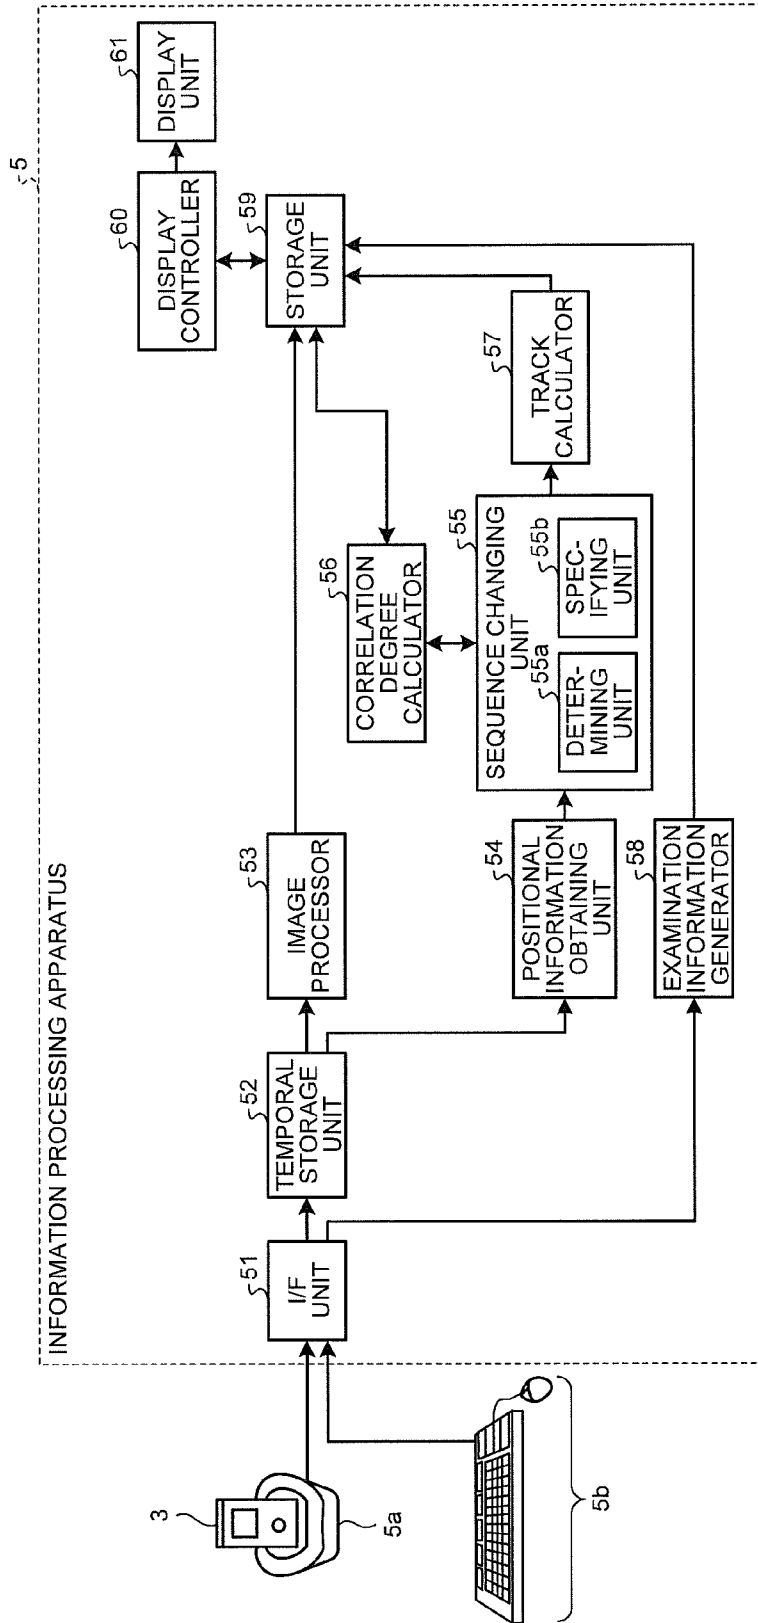 5
INFORMATION PROCESSING APPARATUS
3
5a
5b
51
I/F
UNIT
52
TEMPORAL
STORAGE
UNIT
53
IMAGE
PROCESSOR
54
POSITIONAL
INFORMATION
OBTAINING
UNIT
55
SEQUENCE CHANGING
UNIT
55a
DETER-
MINING
UNIT
55b
SPEC-
IFYING
UNIT
56
CORRELATION
DEGREE
CALCULATOR
57
TRACK
CALCULATOR
58
EXAMINATION
INFORMATION
GENERATOR
59
STORAGE
UNIT
60
DISPLAY
CONTROLLER
61
DISPLAY
UNIT